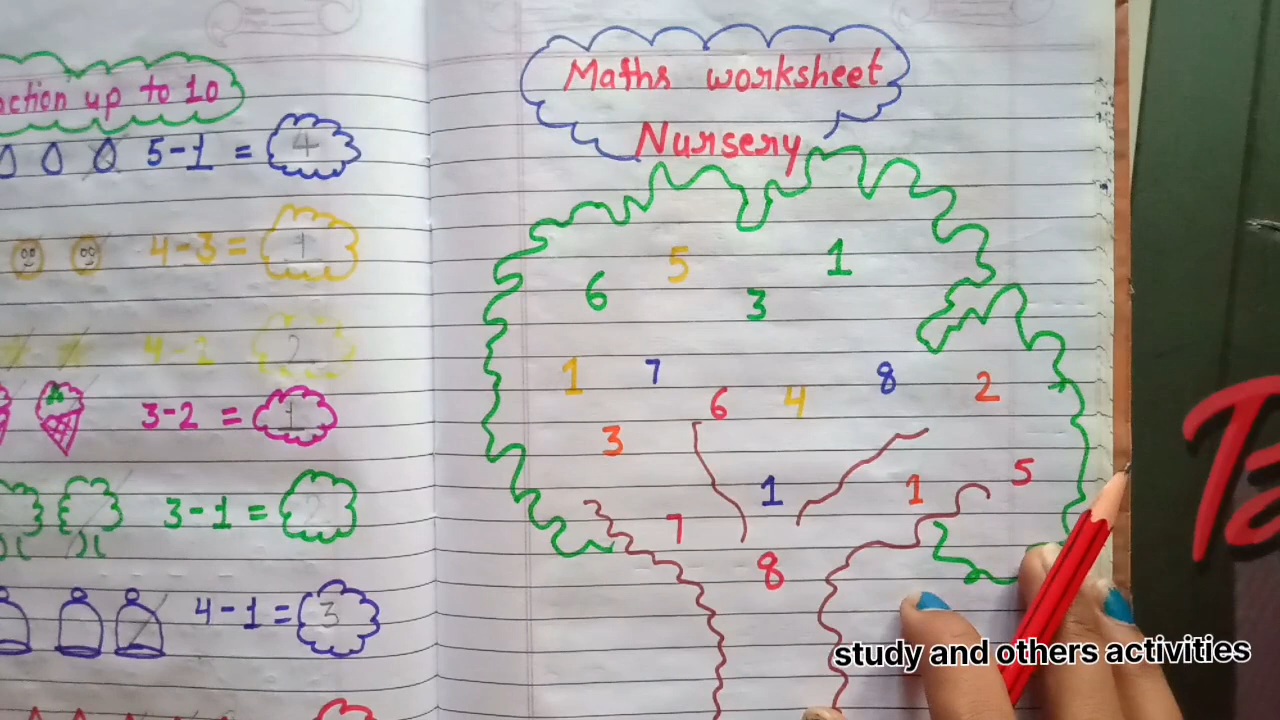 ction up to 10
5-1 = 4
4-3 = 1
4-2 2
3-2 = 1
3-1 = 2
4-1 = 3
Maths worksheet
Nursery
5 1
6 3
1 7 8 2
6 4
3
1 1 5
7
8
study and others activities